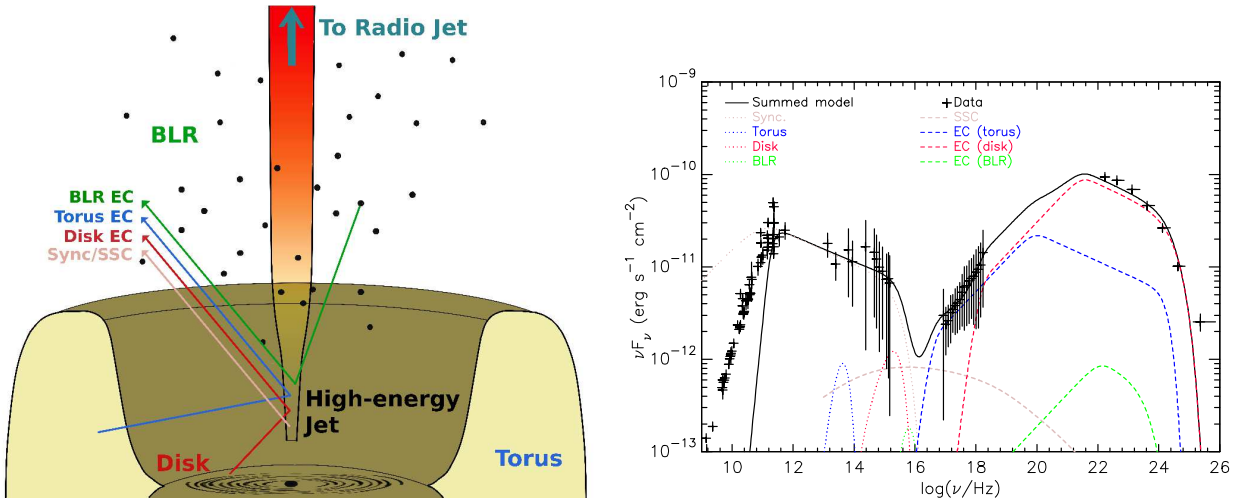 To Radio Jet
BLR
BLR EC
Torus EC
Disk EC
Sync/SSC
High-energy
Jet
Disk
Torus
νFν (erg s⁻¹ cm⁻²)
10⁻⁹
10⁻¹⁰
10⁻¹¹
10⁻¹²
10⁻¹³
Summed model
Sync.
Torus
Disk
BLR
Data
SSC
EC (torus)
EC (disk)
EC (BLR)
10 12 14 16 18 20 22 24 26
log(ν/Hz)